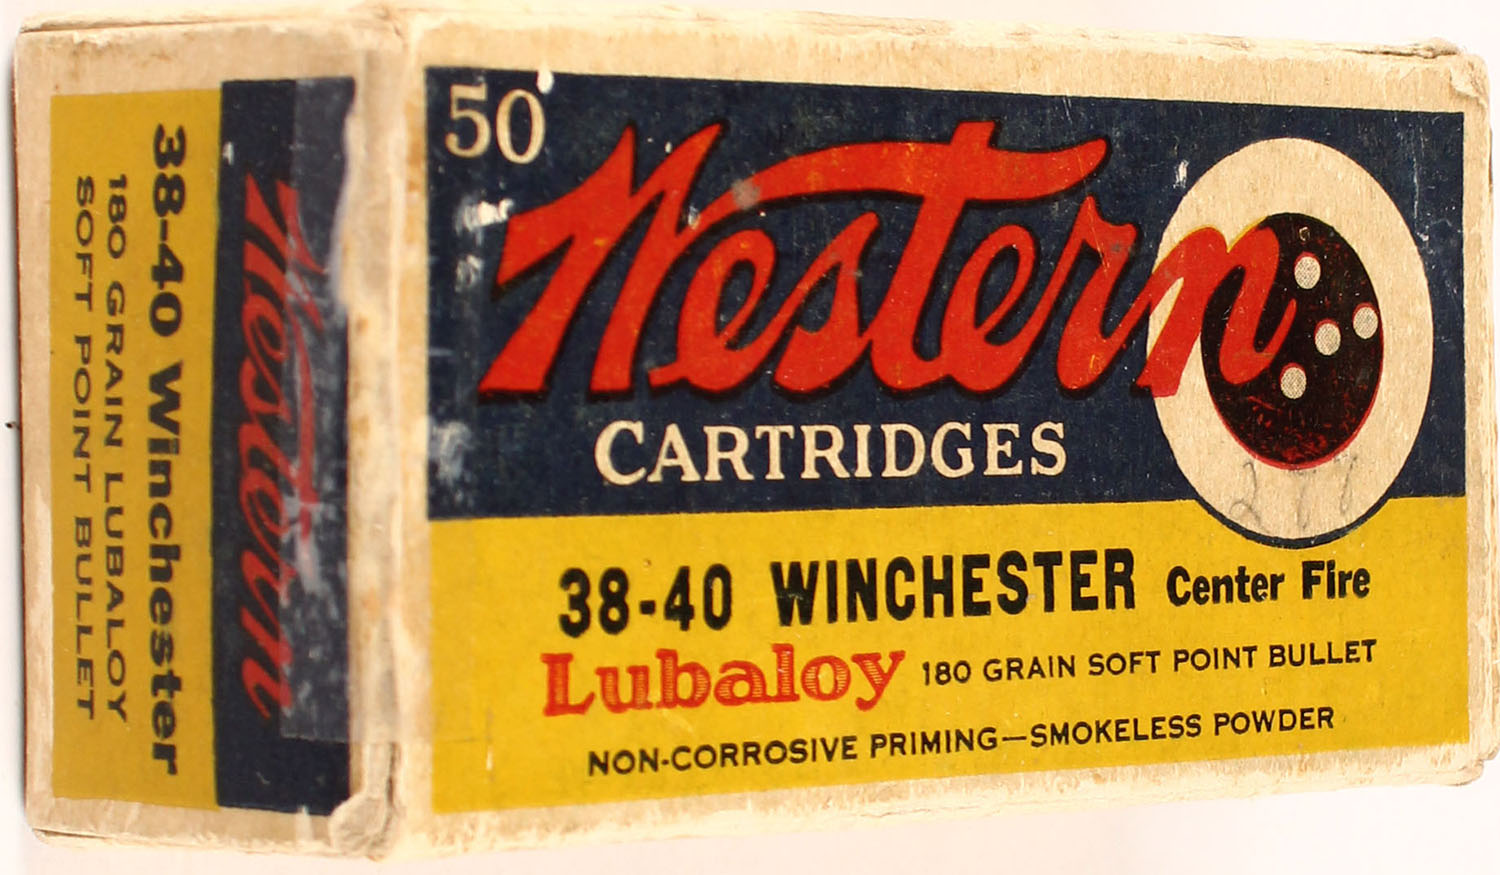 50
Western
CARTRIDGES
277
38-40 WINCHESTER Center Fire
Lubaloy 180 GRAIN SOFT POINT BULLET
NON-CORROSIVE PRIMING—SMOKELESS POWDER
Western
38-40 Winchester
180 GRAIN LUBALOY
SOFT POINT BULLET